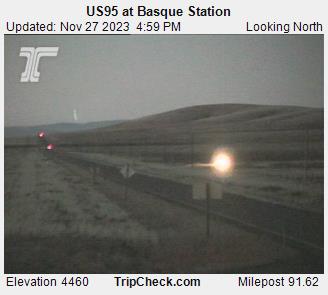 US95 at Basque Station
Updated: Nov 27 2023  4:59 PM
Looking North
Elevation 4460
TripCheck.com
Milepost 91.62